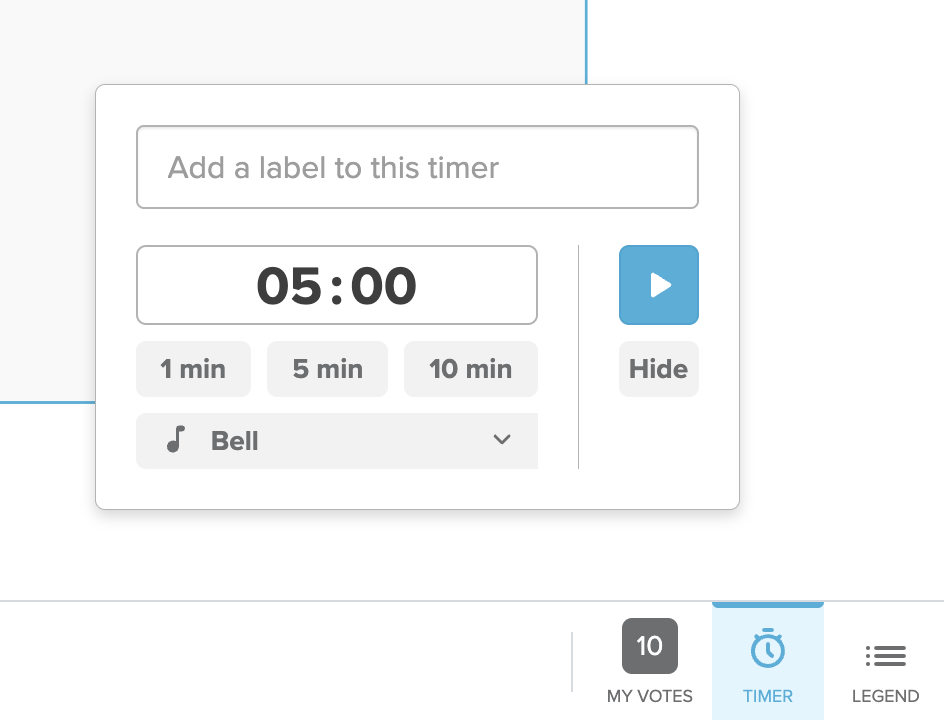 Add a label to this timer
05:00
1 min 5 min 10 min Hide
Bell
10
MY VOTES TIMER LEGEND